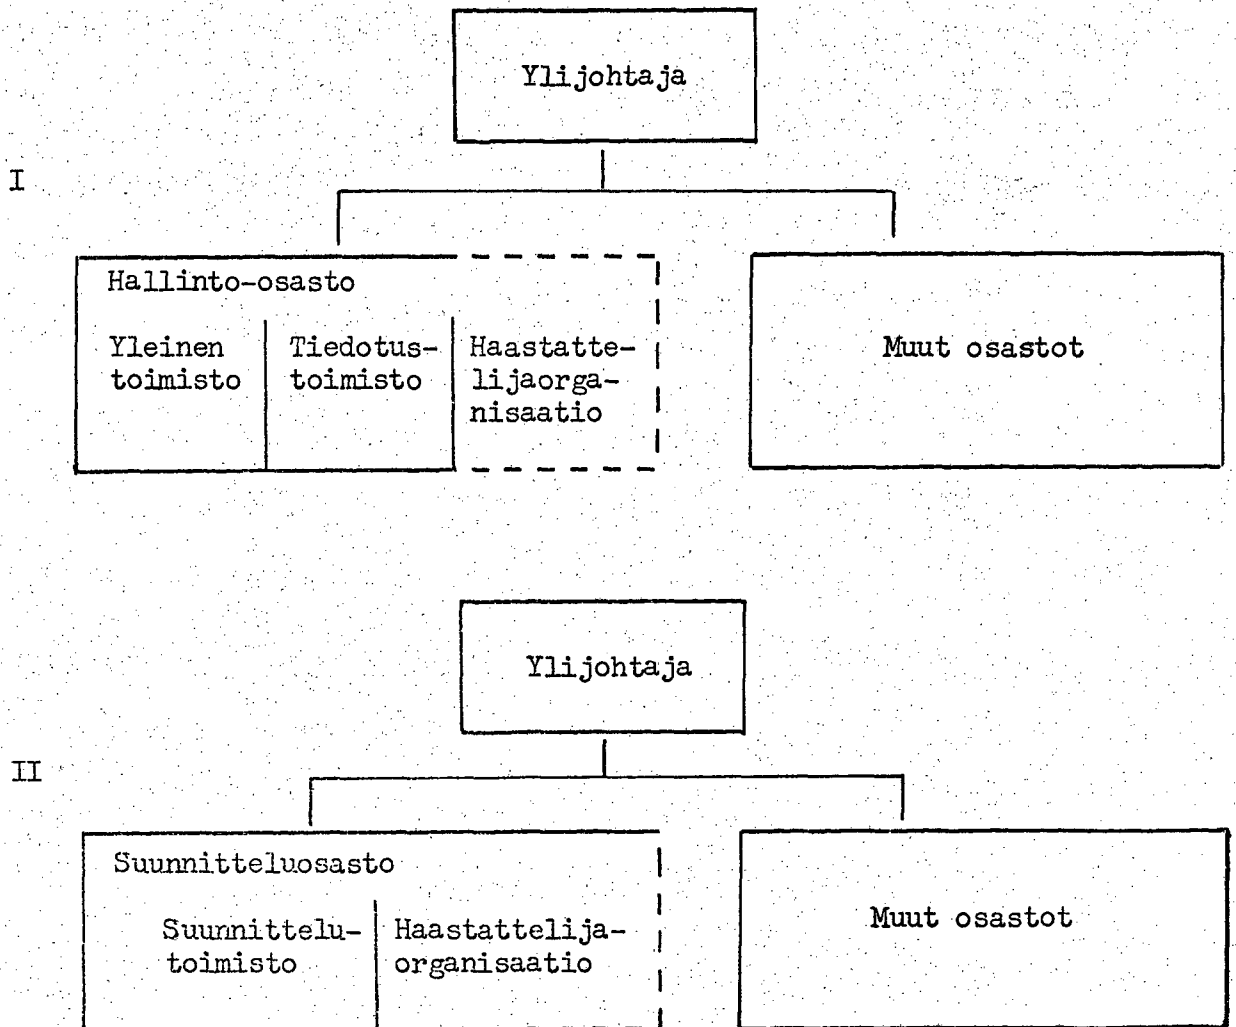 Ylijohtaja
I
Hallinto-osasto
Yleinen
toimisto
Tiedotus-
toimisto
Haastatte-
lijaorga-
nisaatio
Muut osastot
Ylijohtaja
II
Suunnitteluosasto
Suunnittelu-
toimisto
Haastattelija-
organisaatio
Muut osastot